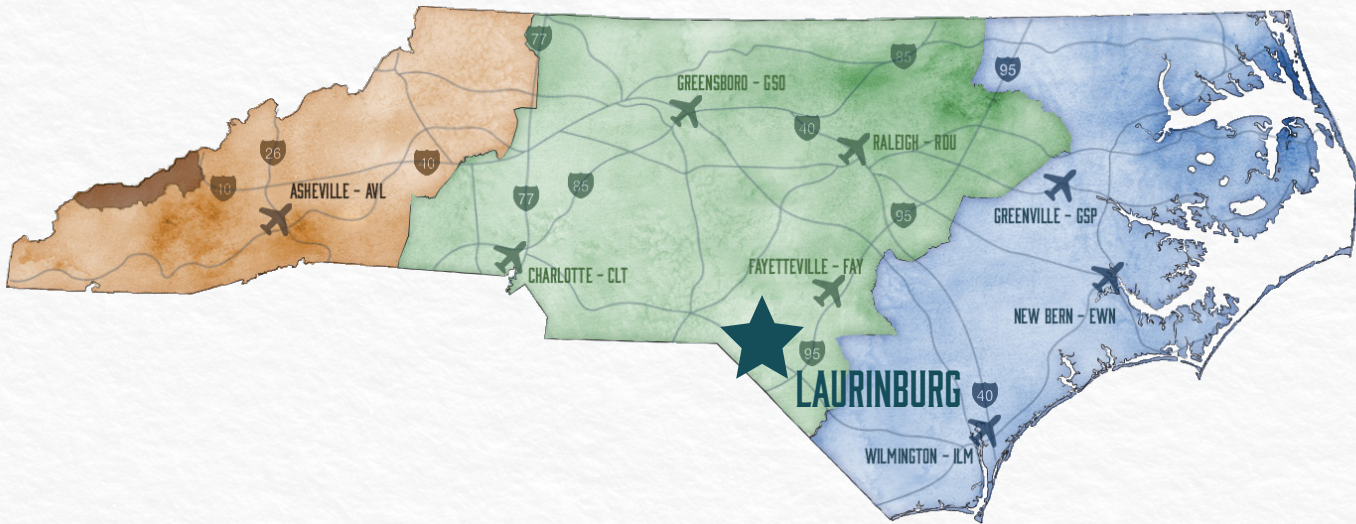 77
85
95
GREENSBORO – GSO
40
RALEIGH – RDU
26
40
40
ASHEVILLE – AVL
77
85
95
GREENVILLE – GSP
CHARLOTTE – CLT
FAYETTEVILLE – FAY
NEW BERN – EWN
95
LAURINBURG
40
WILMINGTON – ILM